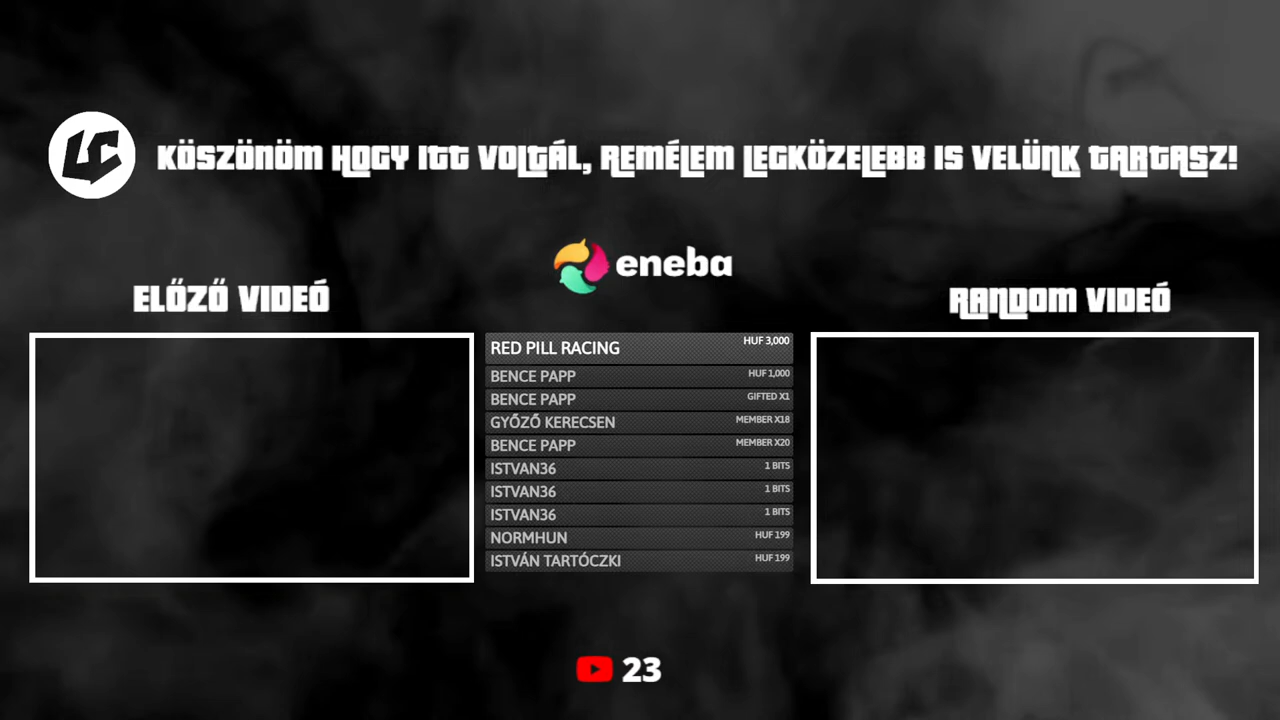 LC
KÖSZÖNÖM HOGY ITT VOLTÁL, REMÉLEM LEGKÖZELEBB IS VELÜNK TARTASZ!
eneba
ELŐZŐ VIDEÓ
RANDOM VIDEÓ
RED PILL RACING HUF 3,000
BENCE PAPP HUF 1,000
BENCE PAPP GIFTED X1
GYŐZŐ KERECSEN MEMBER X18
BENCE PAPP MEMBER X20
ISTVAN36 1 BITS
ISTVAN36 1 BITS
ISTVAN36 1 BITS
NORMHUN HUF 199
ISTVÁN TARTÓCZKI HUF 199
23